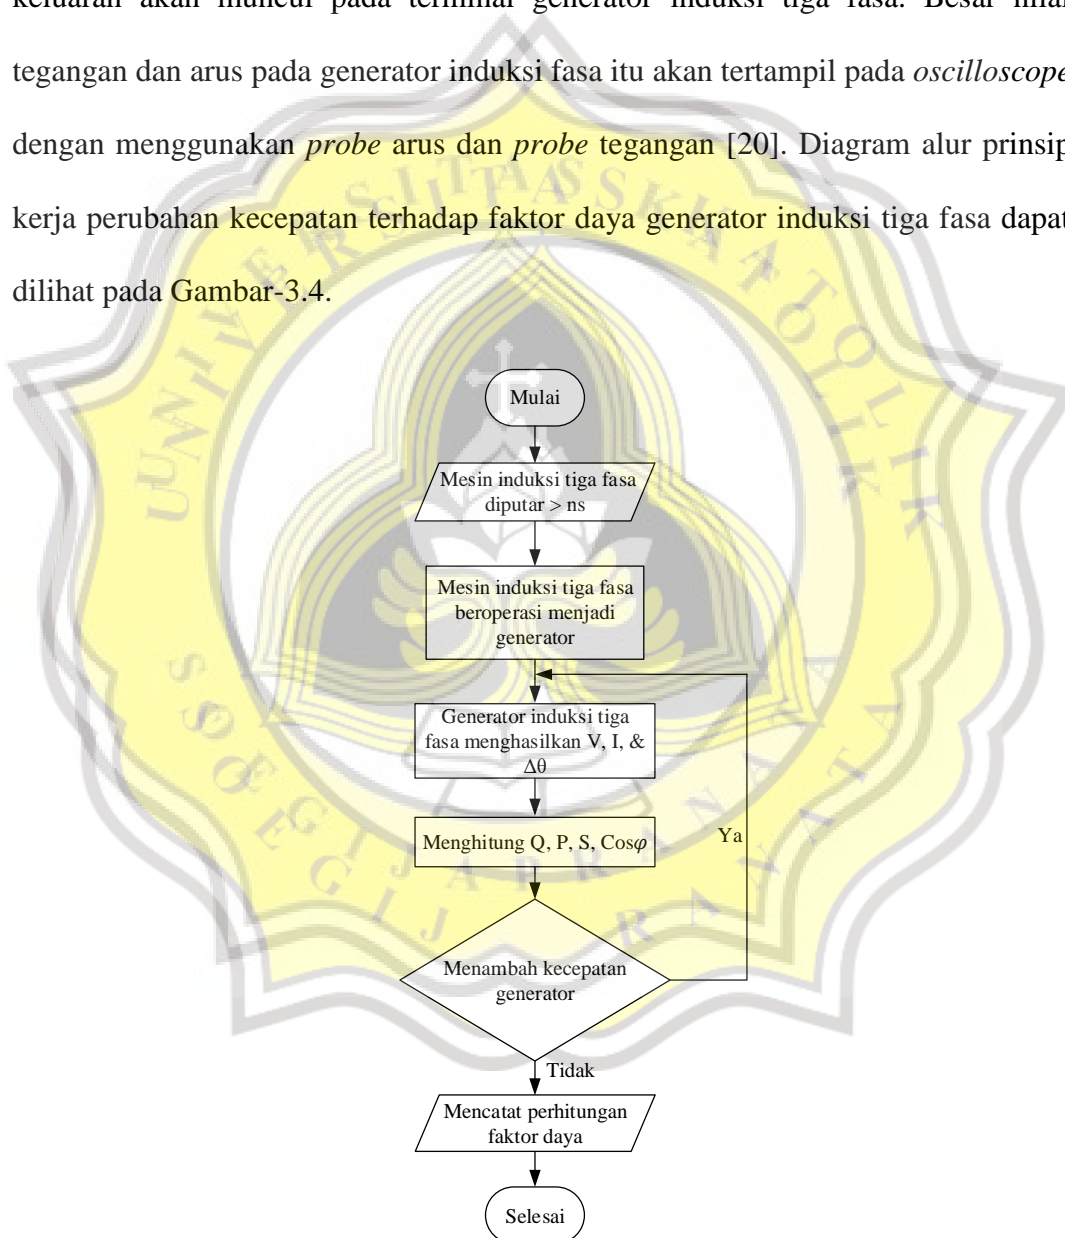 keluaran akan muncul pada terminal generator induksi tiga fasa. Besar nilai
tegangan dan arus pada generator induksi fasa itu akan tertampil pada oscilloscope
dengan menggunakan probe arus dan probe tegangan [20]. Diagram alur prinsip
kerja perubahan kecepatan terhadap faktor daya generator induksi tiga fasa dapat
dilihat pada Gambar-3.4.
UNIVERSITAS KATOLIK
SOEGIJAPRANATA
Mulai
Mesin induksi tiga fasa
diputar > ns
Mesin induksi tiga fasa
beroperasi menjadi
generator
Generator induksi tiga
fasa menghasilkan V, I, &
Δθ
Menghitung Q, P, S, Cosφ
Ya
Menambah kecepatan
generator
Tidak
Mencatat perhitungan
faktor daya
Selesai